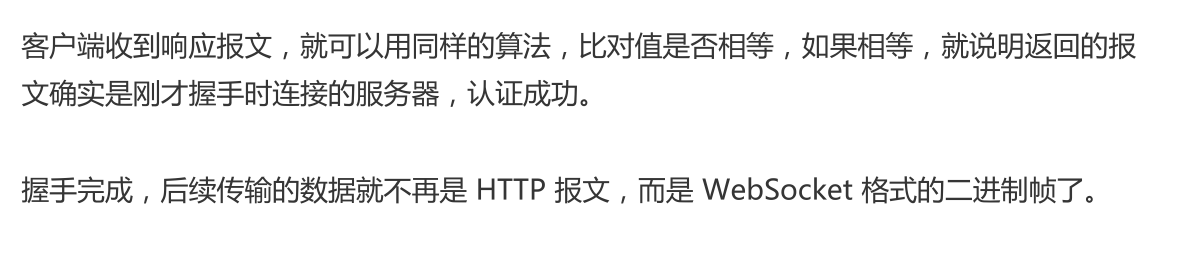 客户端收到响应报文，就可以用同样的算法，比对值是否相等，如果相等，就说明返回的报
文确实是刚才握手时连接的服务器，认证成功。
握手完成，后续传输的数据就不再是 HTTP 报文，而是 WebSocket 格式的二进制帧了。